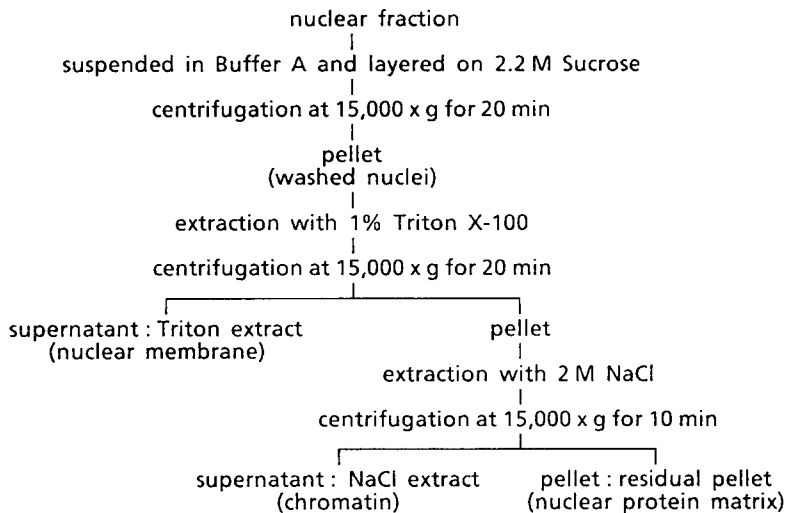 nuclear fraction
suspended in Buffer A and layered on 2.2 M Sucrose
centrifugation at 15,000 x g for 20 min
pellet
(washed nuclei)
extraction with 1% Triton X-100
centrifugation at 15,000 x g for 20 min
supernatant : Triton extract
(nuclear membrane)
pellet
extraction with 2 M NaCl
centrifugation at 15,000 x g for 10 min
supernatant : NaCl extract
(chromatin)
pellet : residual pellet
(nuclear protein matrix)